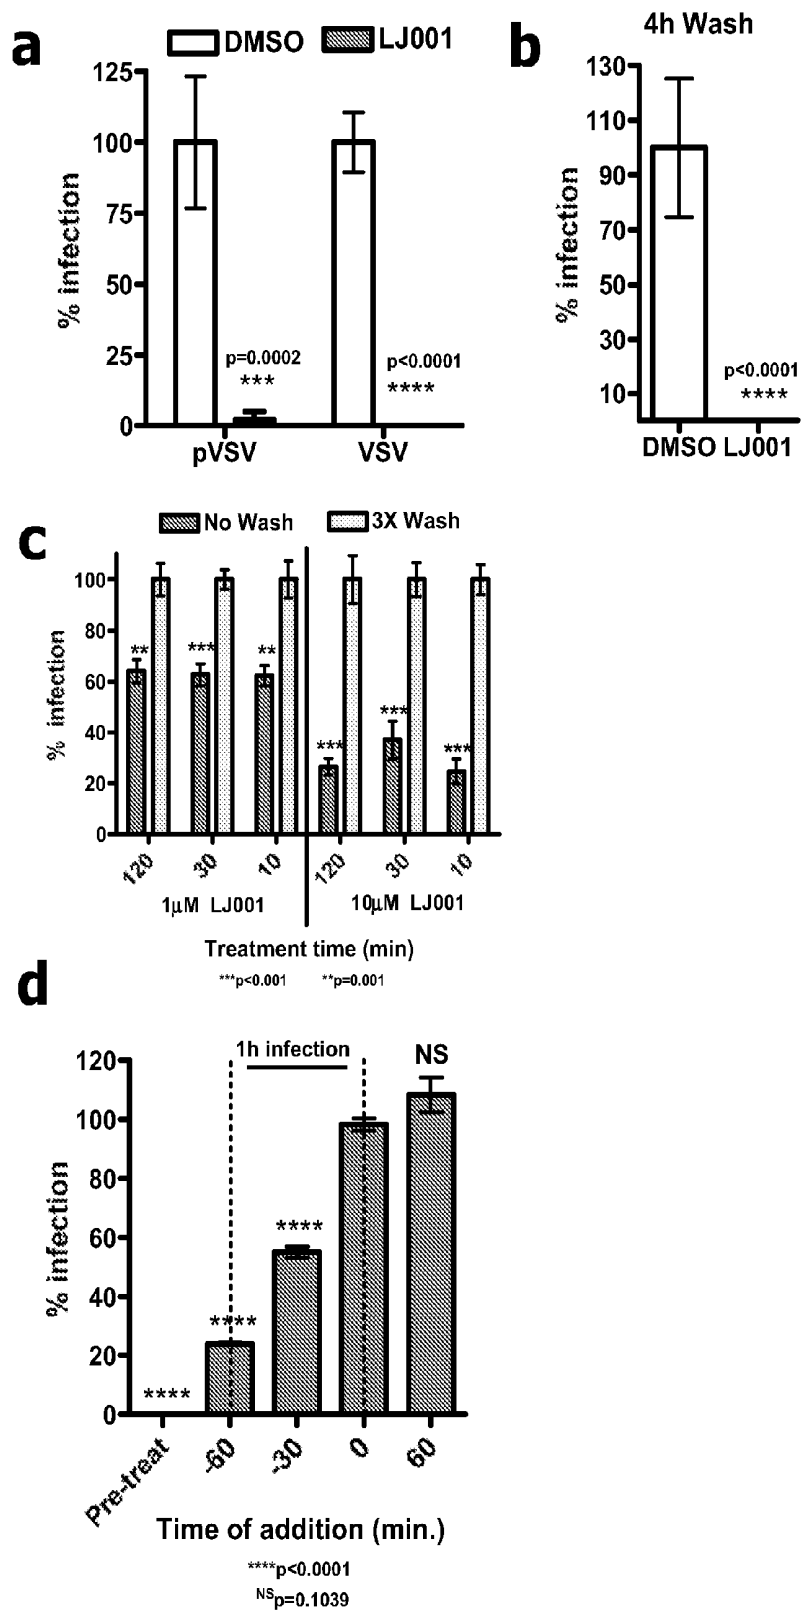 a
DMSO LJ001
125
100
75
50
25
0
% infection
p=0.0002
***
p<0.0001
****
pVSV VSV
b
4h Wash
130
110
90
70
50
30
10
% infection
p<0.0001
****
DMSO LJ001
c
No Wash 3X Wash
100
80
60
40
20
0
% infection
** *** ** *** *** ***
120 30 10 120 30 10
1µM LJ001 10µM LJ001
Treatment time (min)
***p<0.001 **p=0.001
d
1h infection
NS
120
100
80
60
40
20
0
% infection
**** **** ****
Pre-treat -60 -30 0 60
Time of addition (min.)
****p<0.0001
NSp=0.1039